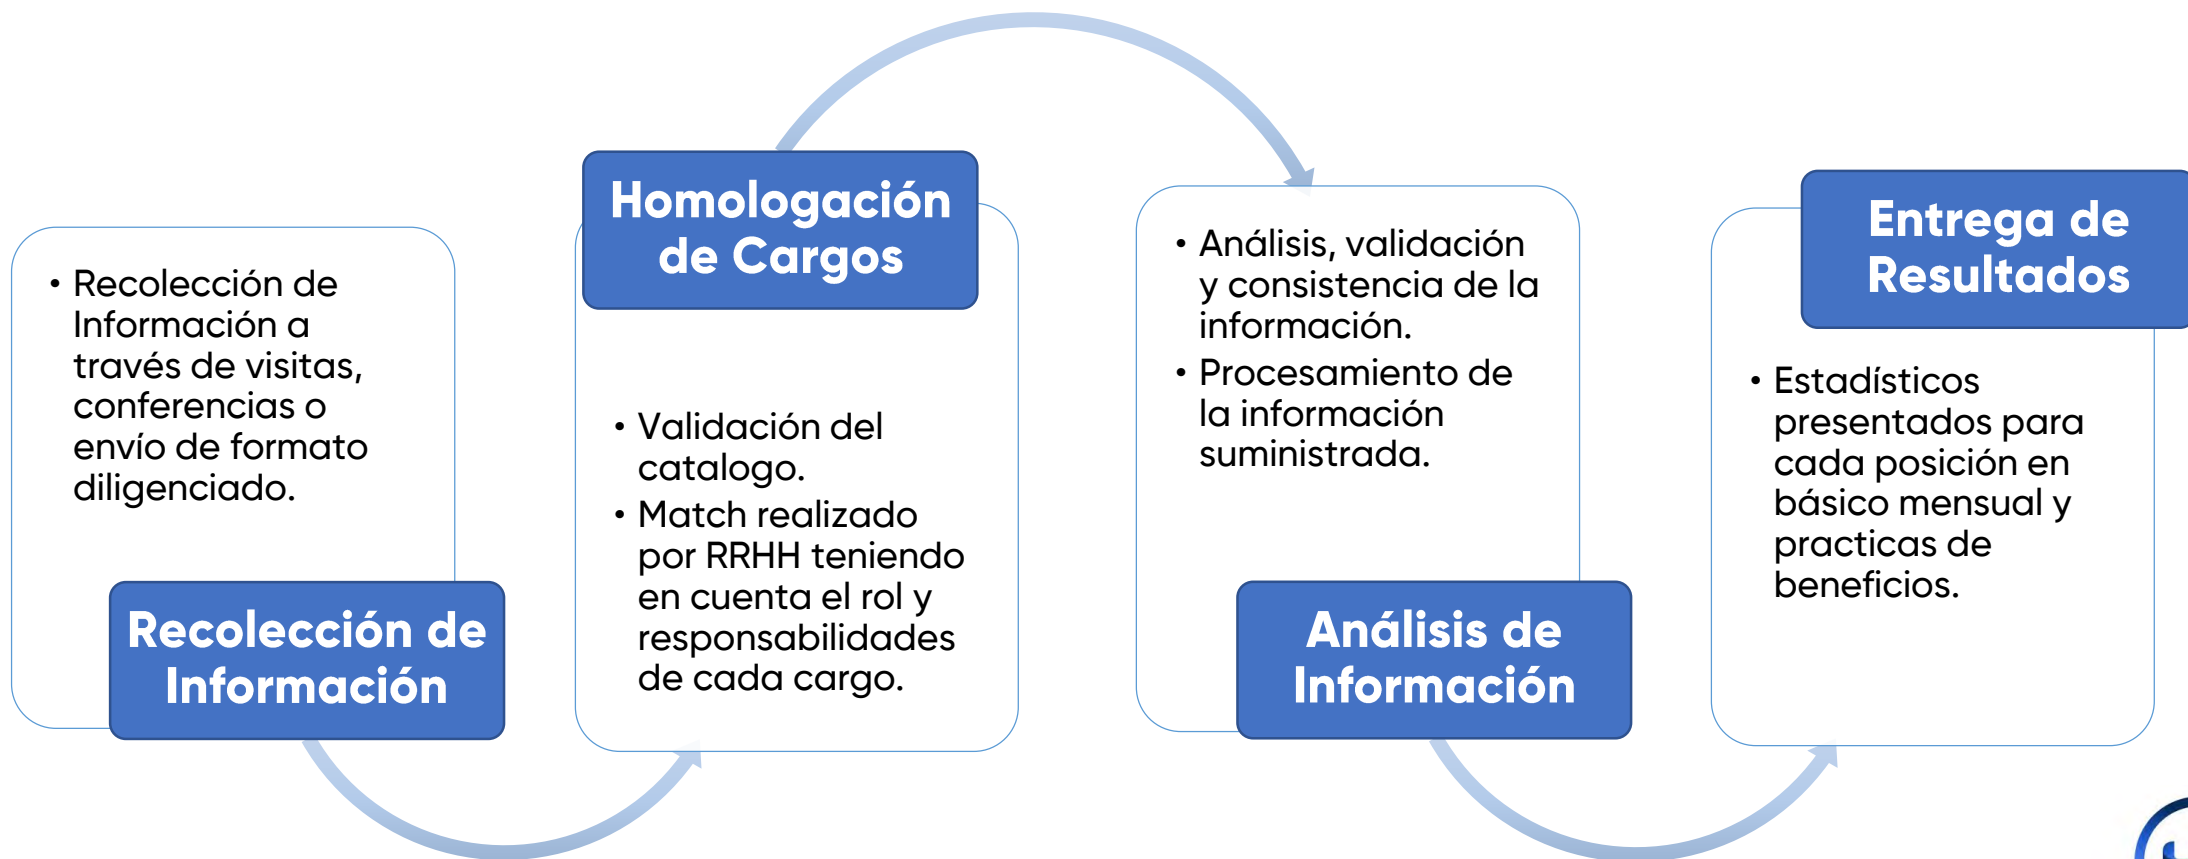 • Recolección de
Información a
través de visitas,
conferencias o
envío de formato
diligenciado.
Recolección de
Información
Homologación
de Cargos
• Validación del
catalogo.
• Match realizado
por RRHH teniendo
en cuenta el rol y
responsabilidades
de cada cargo.
• Análisis, validación
y consistencia de la
información.
• Procesamiento de
la información
suministrada.
Análisis de
Información
Entrega de
Resultados
• Estadísticos
presentados para
cada posición en
básico mensual y
practicas de
beneficios.